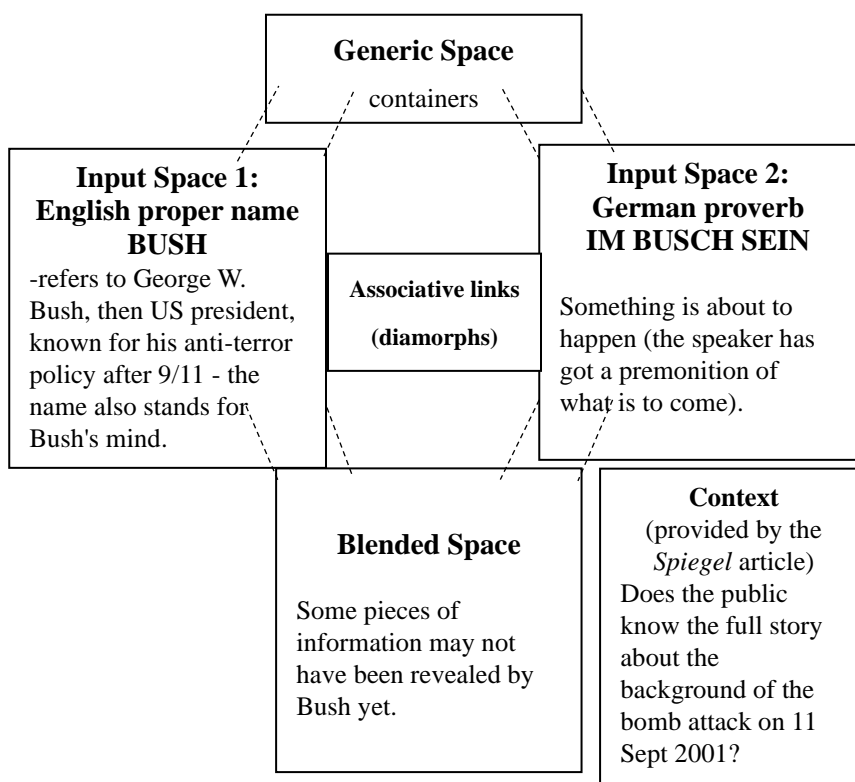 Generic Space
containers
Input Space 1:
English proper name
BUSH
-refers to George W.
Bush, then US president,
known for his anti-terror
policy after 9/11 - the
name also stands for
Bush's mind.
Associative links
(diamorphs)
Input Space 2:
German proverb
IM BUSCH SEIN
Something is about to
happen (the speaker has
got a premonition of
what is to come).
Blended Space
Some pieces of
information may not
have been revealed by
Bush yet.
Context
(provided by the
Spiegel article)
Does the public
know the full story
about the
background of the
bomb attack on 11
Sept 2001?